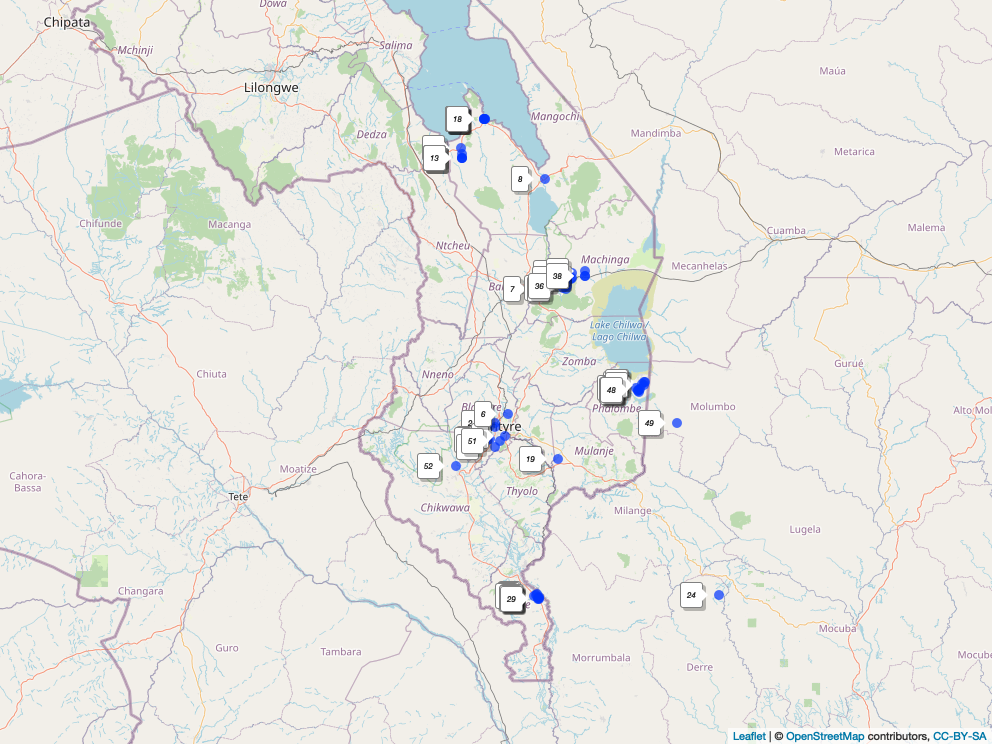 Dowa
Chipata
Mchinji
Salima
Maúa
Lilongwe
18
Mangochi
Dedza
Mandimba
13
Metarica
8
Chifunde
Macanga
Malema
Cuamba
Ntcheu
Machinga
Mecanhelas
38
36
7
Lake Chilwa /
Lago Chilwa
Zomba
Gurué
Chiuta
Nneno
48
Phalombe
Molumbo
Alto Mol
6
2
49
51
Mulanje
19
52
Moatize
Cahora-
Bassa
Thyolo
Tete
Chikwawa
Milange
Lugela
Changara
29
24
Mocuba
Guro
Tambara
Morrumbala
Derre
Mocube
Leaflet | © OpenStreetMap contributors, CC-BY-SA